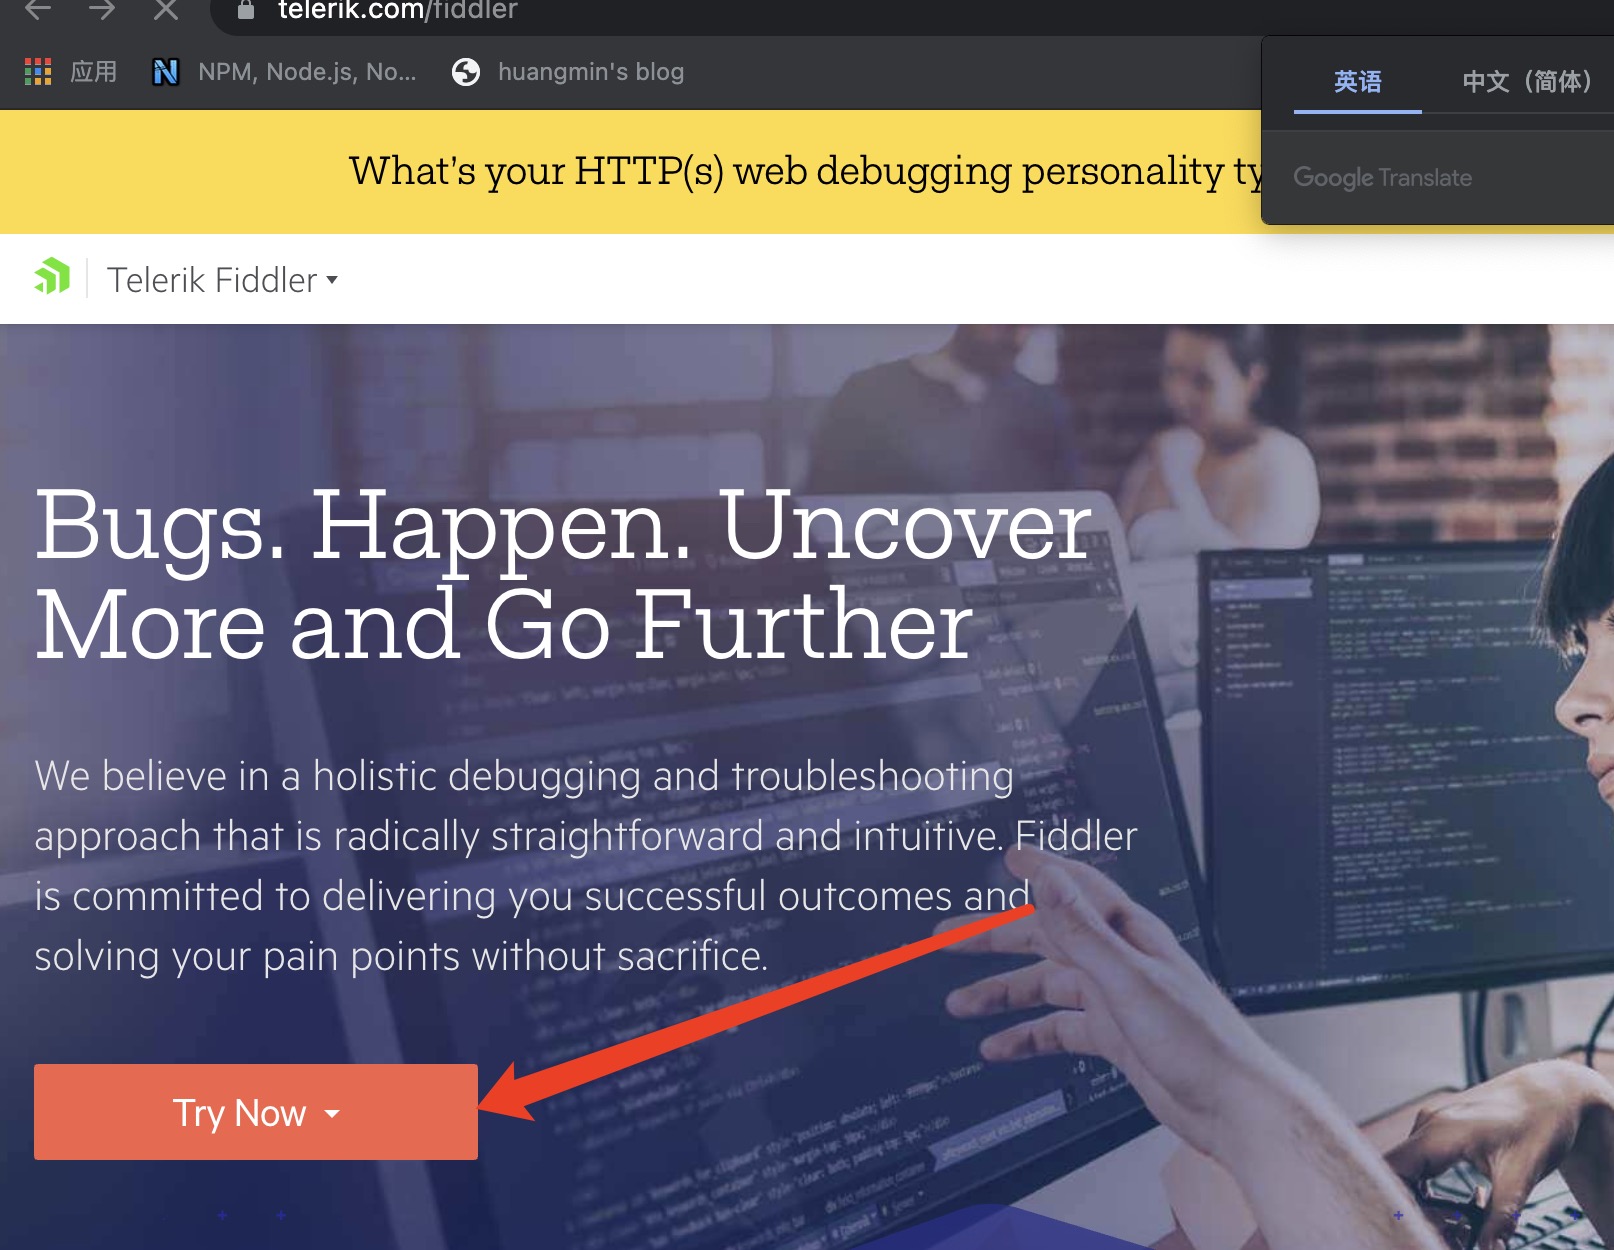 telerik.com/fiddler
应用
NPM, Node.js, No...
huangmin's blog
英语
中文（简体）
Google Translate
What's your HTTP(s) web debugging personality ty
Telerik Fiddler
Bugs. Happen. Uncover
More and Go Further
We believe in a holistic debugging and troubleshooting
approach that is radically straightforward and intuitive. Fiddler
is committed to delivering you successful outcomes and
solving your pain points without sacrifice.
Try Now